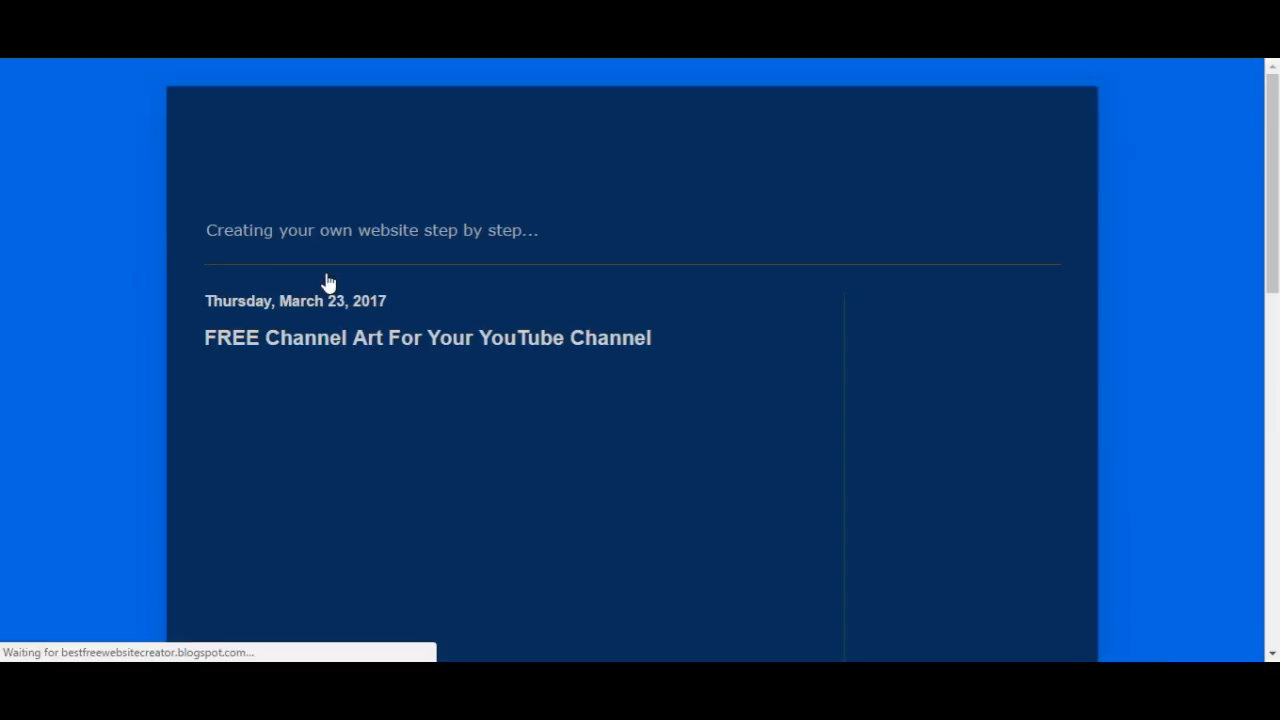 Creating your own website step by step...
Thursday, March 23, 2017
FREE Channel Art For Your YouTube Channel
Waiting for bestfreewebsitecreator.blogspot.com...